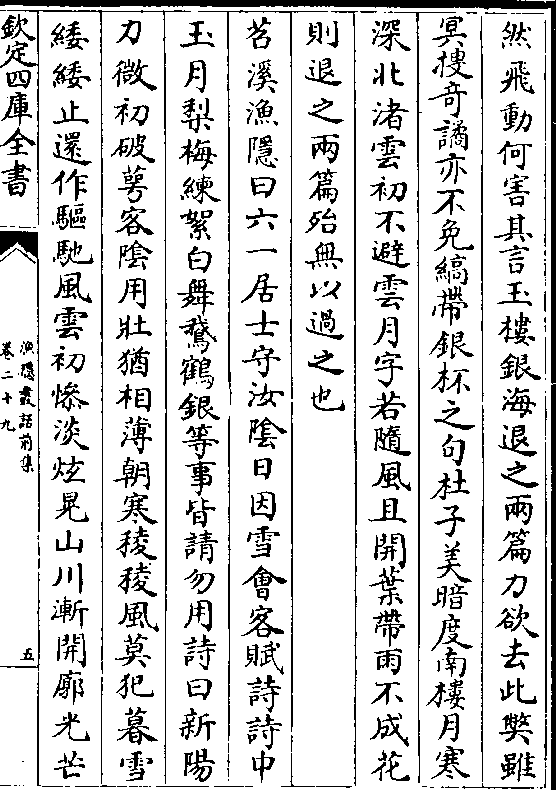 然飛動何害其言玉樓銀海退之兩篇力欲去此獘雖
㝠搜奇譎亦不免縞帶銀杯之句杜子美暗度南樓月寒
深北渚雲初不避雲月字若隨風且開葉帶雨不成花
則退之兩篇殆無以過之也
苕溪漁隱曰六一居士守汝隂日因雪會客賦詩詩中
玉月梨梅練絮白舞鵞鶴銀等事皆請勿用詩曰新陽
力微初破萼客隂用壯猶相薄朝寒稜稜風莫犯暮雪
緌緌止還作驅馳風雲初慘淡炫晃山川漸開廓光芒
欽定四庫全書
漁隱叢話前集
卷二十九
五